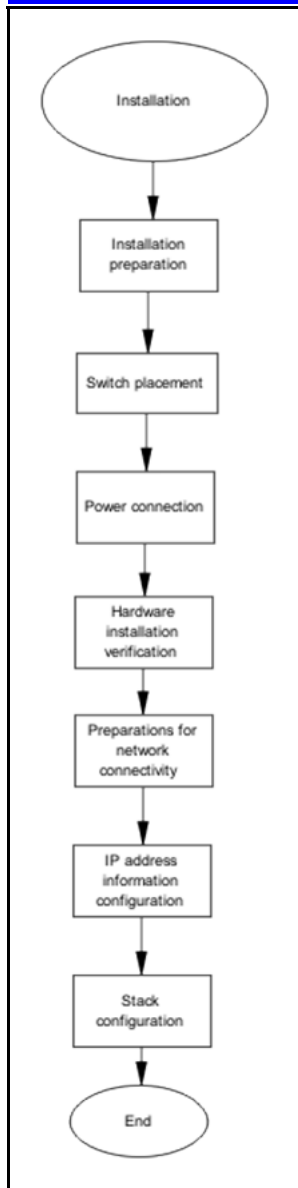 Installation
Installation
preparation
Switch placement
Power connection
Hardware
installation
verification
Preparations for
network
connectivity
IP address
information
configuration
Stack
configuration
End